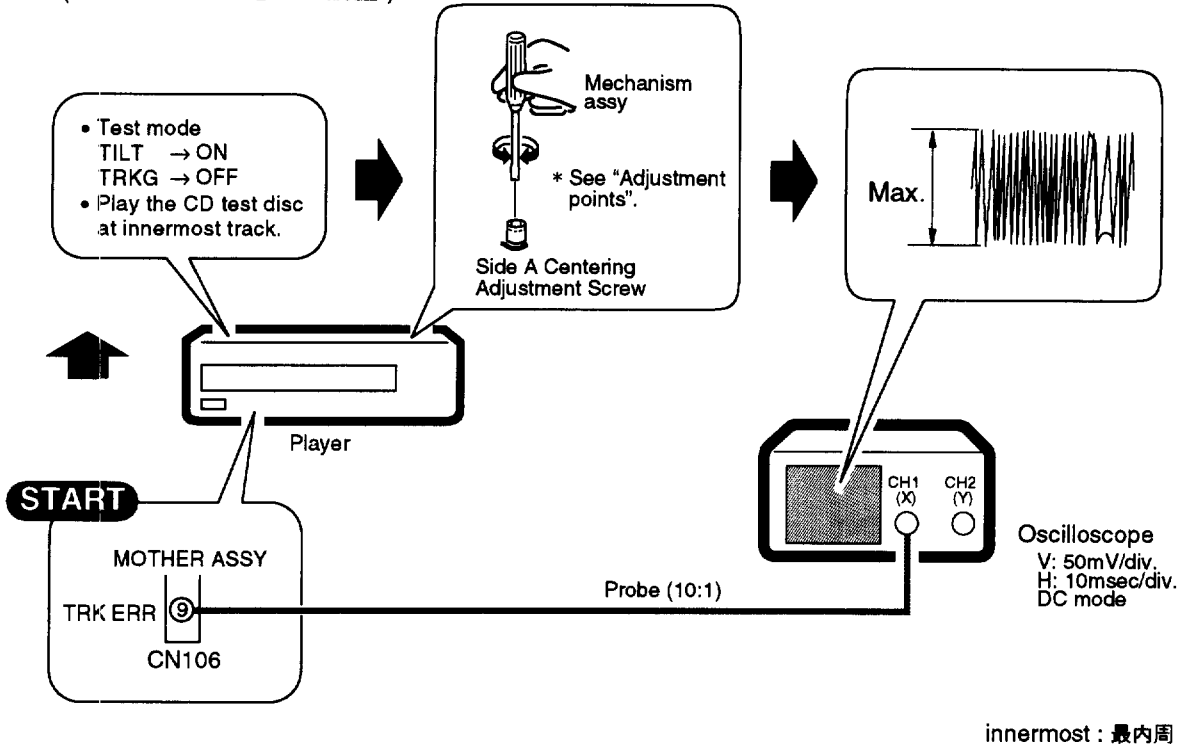 • Test mode
TILT → ON
TRKG → OFF
• Play the CD test disc
at innermost track.
Mechanism
assy
* See "Adjustment
points".
Side A Centering
Adjustment Screw
Max.
Player
START
MOTHER ASSY
TRK ERR
⑨
CN106
Probe (10:1)
CH1
(X)
CH2
(Y)
Oscilloscope
V: 50mV/div.
H: 10msec/div.
DC mode
innermost : 最内周